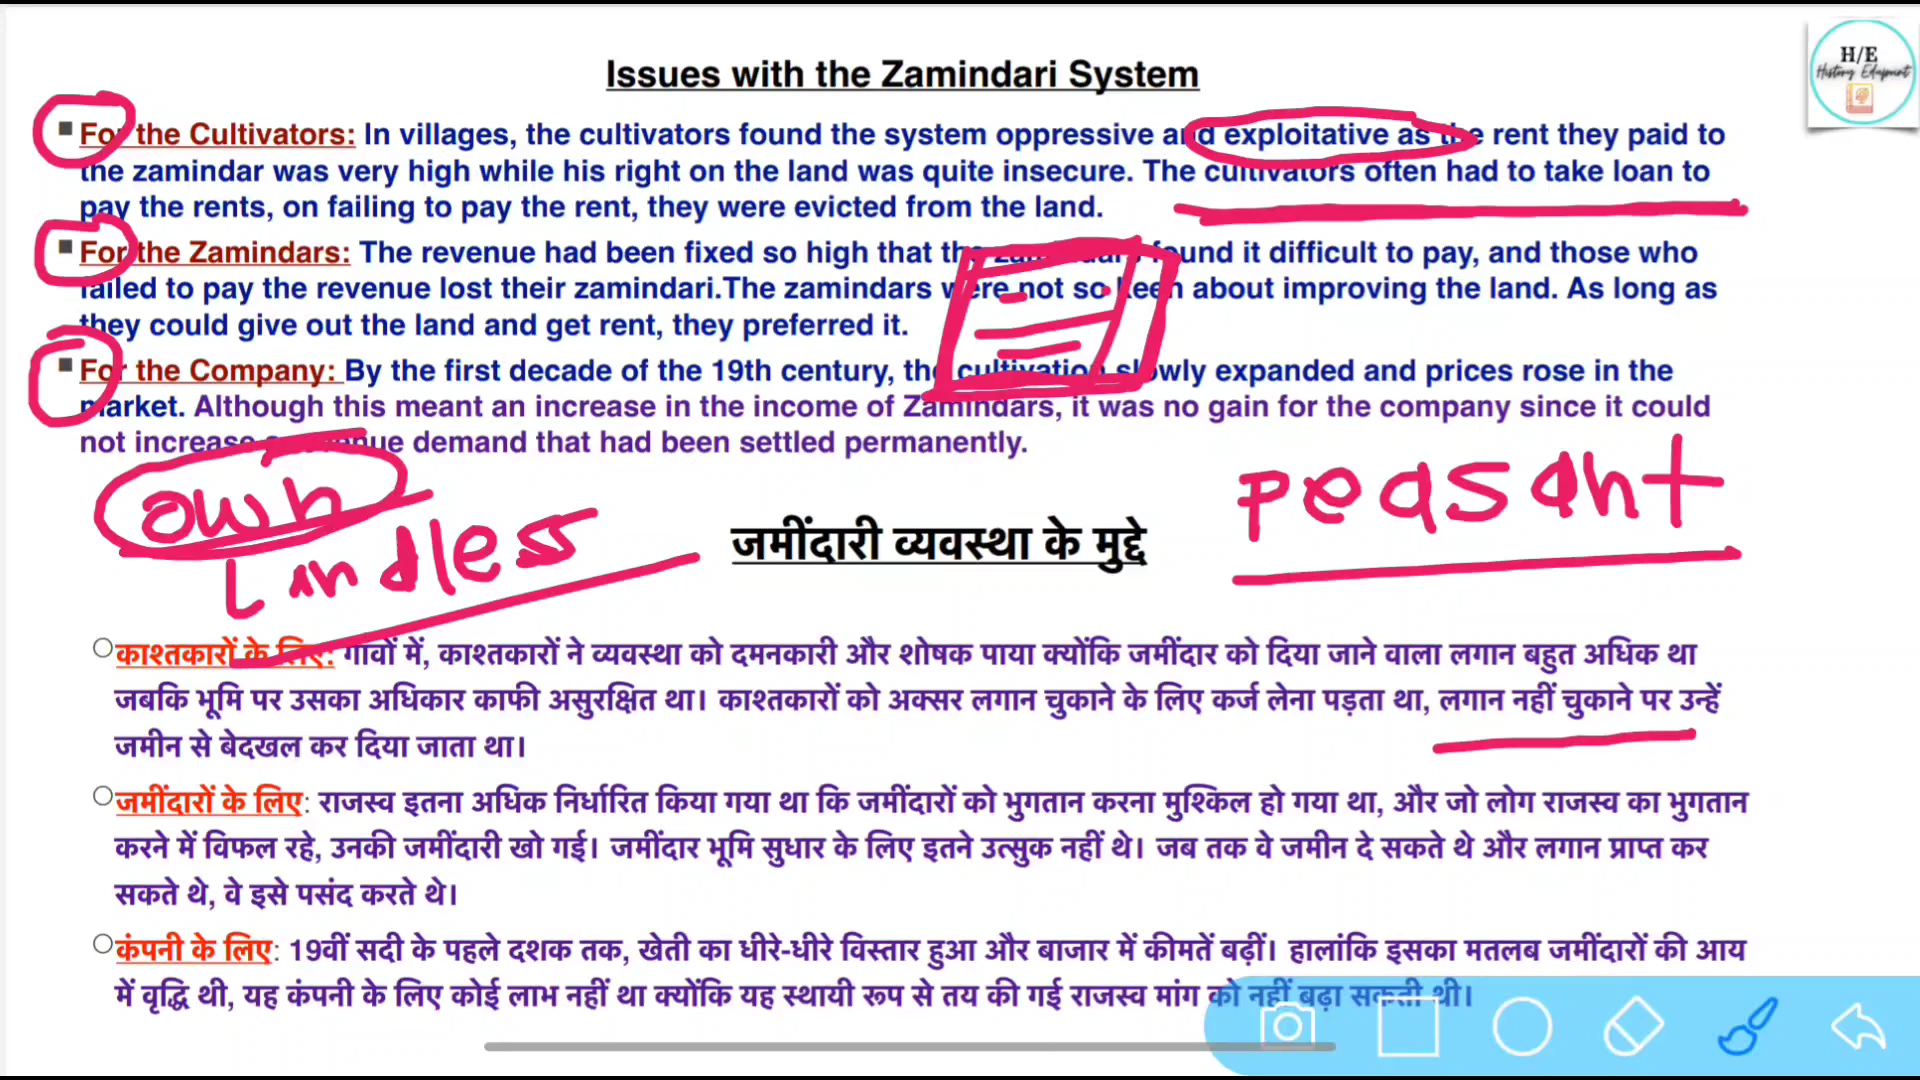 Issues with the Zamindari System
H/E
History Edupoint
For the Cultivators: In villages, the cultivators found the system oppressive and exploitative as the rent they paid to
the zamindar was very high while his right on the land was quite insecure. The cultivators often had to take loan to
pay the rents, on failing to pay the rent, they were evicted from the land.
For the Zamindars: The revenue had been fixed so high that the zamindars found it difficult to pay, and those who
failed to pay the revenue lost their zamindari.The zamindars were not so keen about improving the land. As long as
they could give out the land and get rent, they preferred it.
For the Company: By the first decade of the 19th century, the cultivation slowly expanded and prices rose in the
market. Although this meant an increase in the income of Zamindars, it was no gain for the company since it could
not increase a revenue demand that had been settled permanently.
own
Landless
peasant
जमींदारी व्यवस्था के मुद्दे
काश्तकारों के लिए: गांवों में, काश्तकारों ने व्यवस्था को दमनकारी और शोषक पाया क्योंकि जमींदार को दिया जाने वाला लगान बहुत अधिक था
जबकि भूमि पर उसका अधिकार काफी असुरक्षित था। काश्तकारों को अक्सर लगान चुकाने के लिए कर्ज लेना पड़ता था, लगान नहीं चुकाने पर उन्हें
जमीन से बेदखल कर दिया जाता था।
जमींदारों के लिए: राजस्व इतना अधिक निर्धारित किया गया था कि जमींदारों को भुगतान करना मुश्किल हो गया था, और जो लोग राजस्व का भुगतान
करने में विफल रहे, उनकी जमींदारी खो गई। जमींदार भूमि सुधार के लिए इतने उत्सुक नहीं थे। जब तक वे जमीन दे सकते थे और लगान प्राप्त कर
सकते थे, वे इसे पसंद करते थे।
कंपनी के लिए: 19वीं सदी के पहले दशक तक, खेती का धीरे-धीरे विस्तार हुआ और बाजार में कीमतें बढ़ीं। हालांकि इसका मतलब जमींदारों की आय
में वृद्धि थी, यह कंपनी के लिए कोई लाभ नहीं था क्योंकि यह स्थायी रूप से तय की गई राजस्व मांग को नहीं बढ़ा सकती थी।